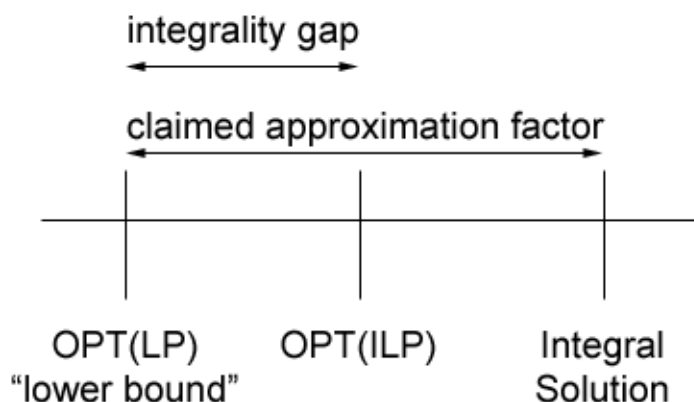 integrality gap
claimed approximation factor
OPT(LP) OPT(ILP) Integral
“lower bound” Solution